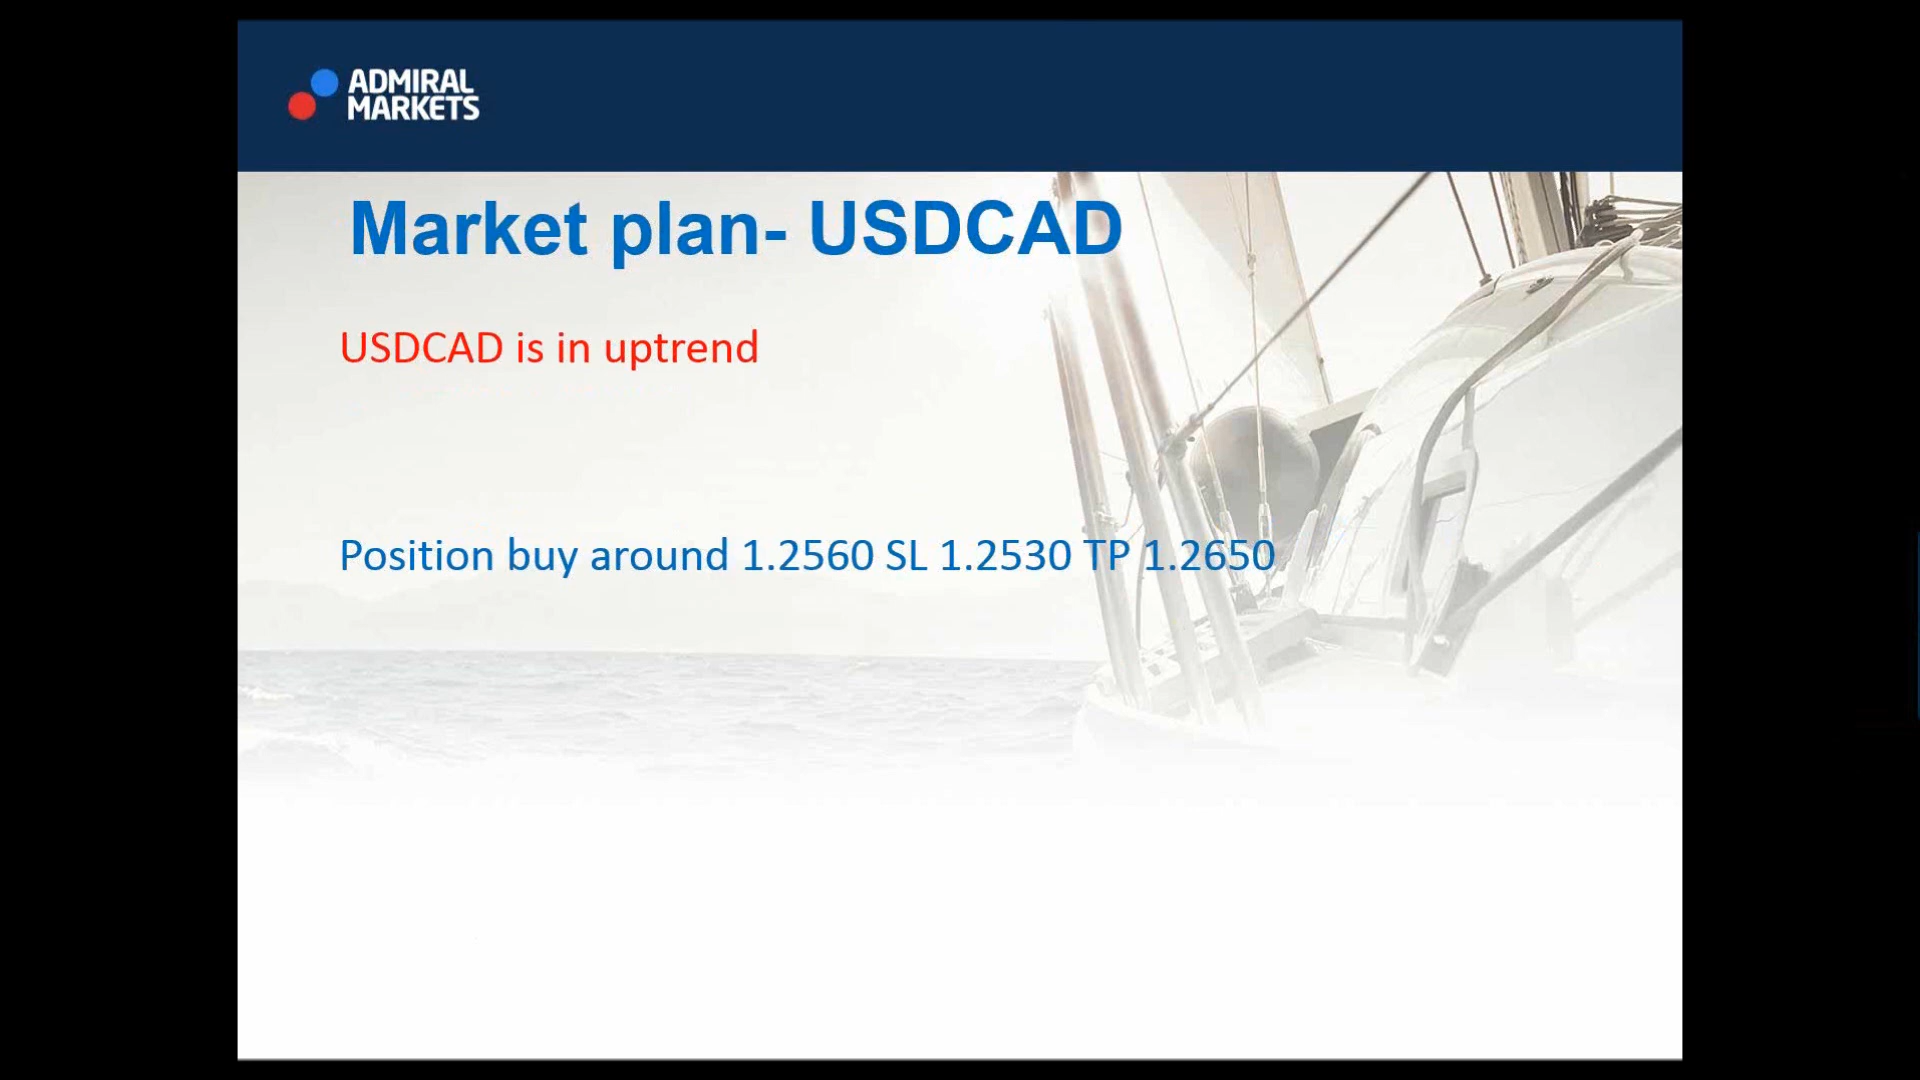 ADMIRAL
MARKETS
Market plan- USDCAD
USDCAD is in uptrend
Position buy around 1.2560 SL 1.2530 TP 1.2650